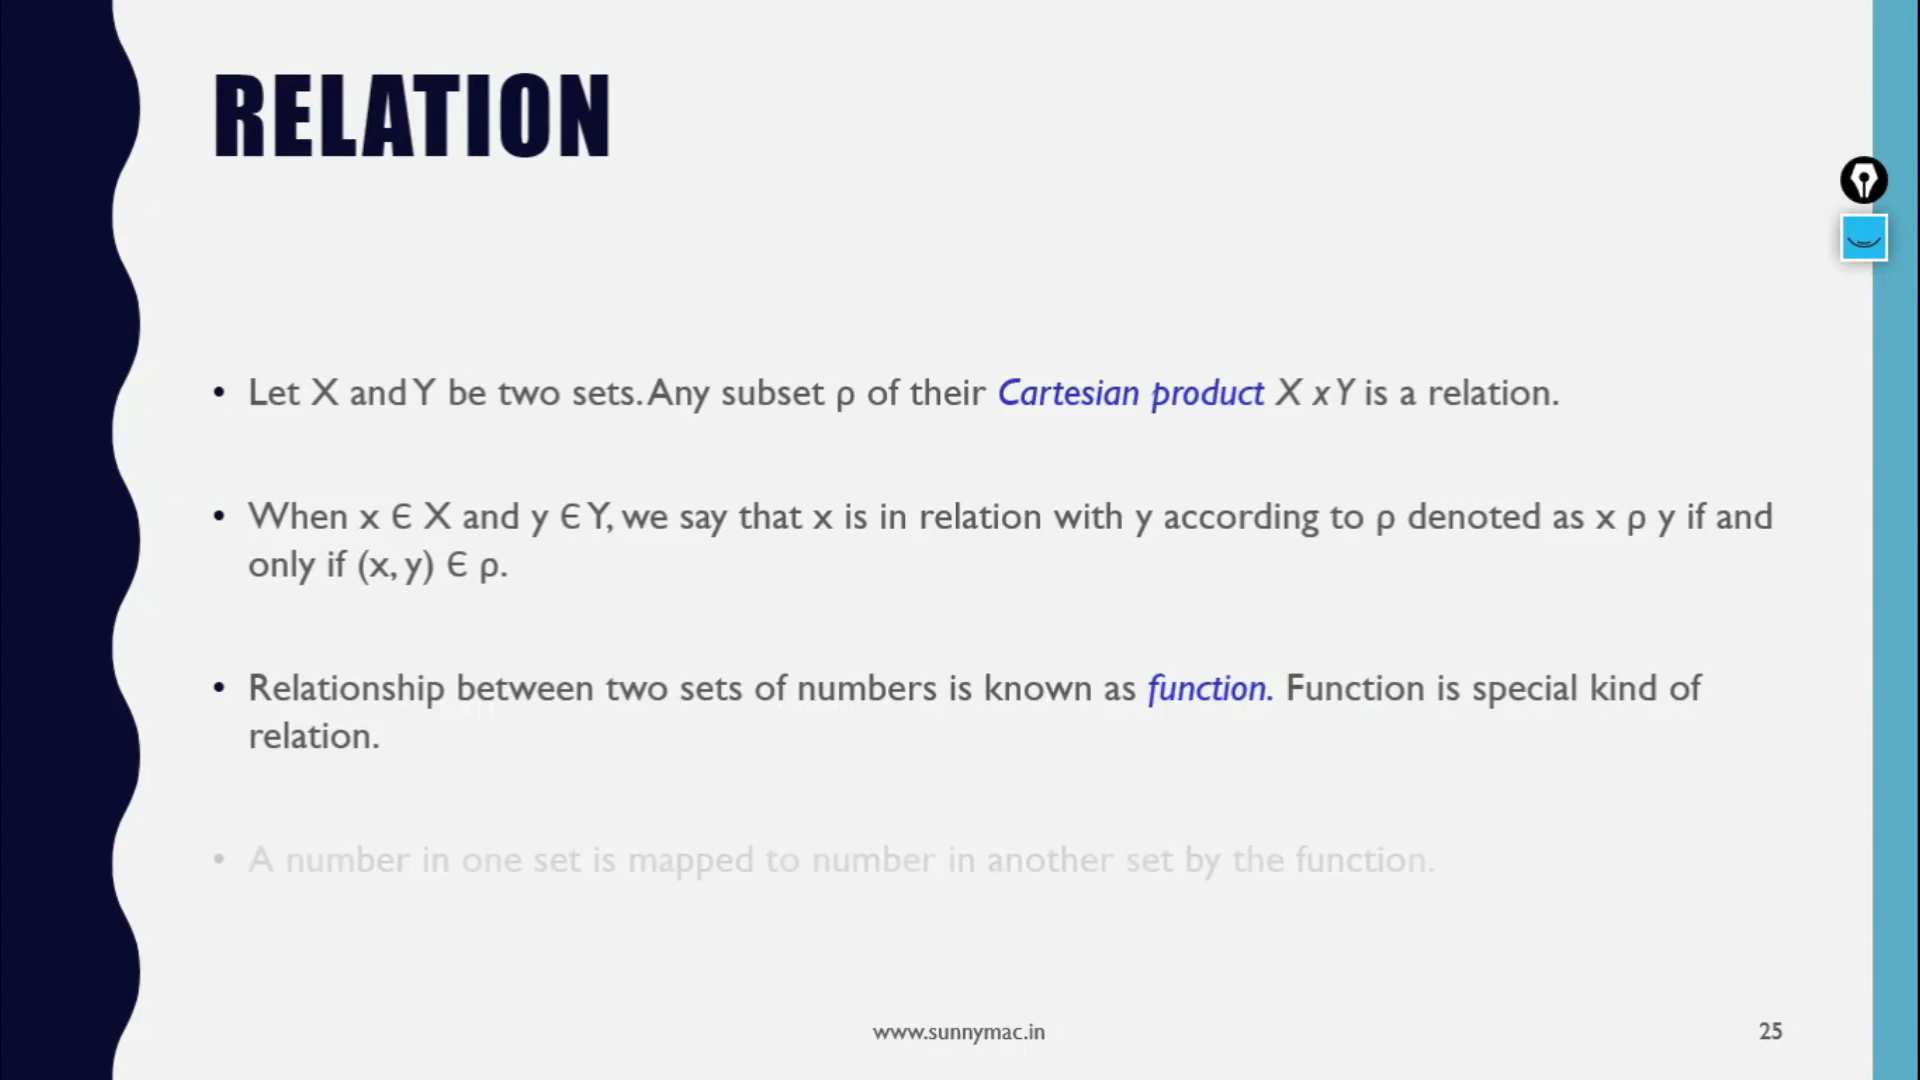 RELATION
• Let X and Y be two sets. Any subset ρ of their Cartesian product X x Y is a relation.
• When x Є X and y Є Y, we say that x is in relation with y according to ρ denoted as x ρ y if and
only if (x, y) Є ρ.
• Relationship between two sets of numbers is known as function. Function is special kind of
relation.
• A number in one set is mapped to number in another set by the function.
www.sunnymac.in
25